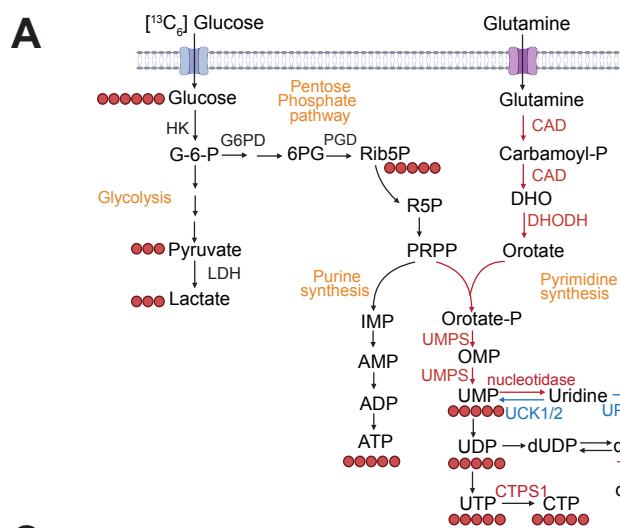 A
[¹³C₆] Glucose
Glutamine
Glucose
Glutamine
Pentose
Phosphate
pathway
HK
G6PD
PGD
CAD
G-6-P
6PG
Rib5P
Carbamoyl-P
CAD
Glycolysis
R5P
DHO
DHODH
Pyruvate
PRPP
Orotate
LDH
Purine
synthesis
Pyrimidine
synthesis
Lactate
IMP
Orotate-P
UMPS
AMP
OMP
UMPS
nucleotidase
ADP
UMP
Uridine
UCK1/2
UP
ATP
UDP
dUDP
d
CTPS1
UTP
CTP